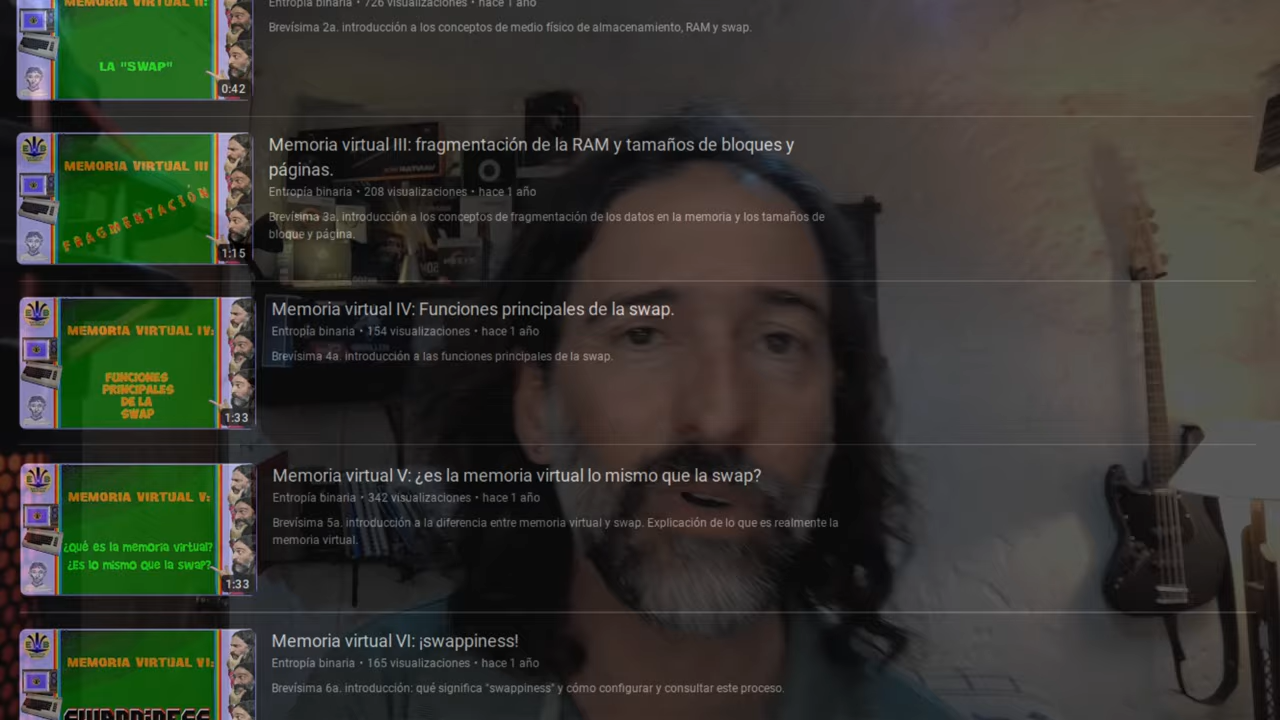 MEMORIA VIRTUAL II:
LA "SWAP"
0:42
Entropía binaria • 726 visualizaciones • hace 1 año
Brevísima 2a. introducción a los conceptos de medio físico de almacenamiento, RAM y swap.
MEMORIA VIRTUAL III
FRAGMENTACIÓN
1:15
Memoria virtual III: fragmentación de la RAM y tamaños de bloques y
páginas.
Entropía binaria • 208 visualizaciones • hace 1 año
Brevísima 3a. introducción a los conceptos de fragmentación de los datos en la memoria y los tamaños de
bloque y página.
MEMORIA VIRTUAL IV:
FUNCIONES
PRINCIPALES
DE LA
SWAP
1:33
Memoria virtual IV: Funciones principales de la swap.
Entropía binaria • 154 visualizaciones • hace 1 año
Brevísima 4a. introducción a las funciones principales de la swap.
MEMORIA VIRTUAL V:
¿Qué es la memoria virtual?
¿Es lo mismo que la swap?
1:33
Memoria virtual V: ¿es la memoria virtual lo mismo que la swap?
Entropía binaria • 342 visualizaciones • hace 1 año
Brevísima 5a. introducción a la diferencia entre memoria virtual y swap. Explicación de lo que es realmente la
memoria virtual.
MEMORIA VIRTUAL VI:
SWAPPINESS
Memoria virtual VI: ¡swappiness!
Entropía binaria • 165 visualizaciones • hace 1 año
Brevísima 6a. introducción: qué significa "swappiness" y cómo configurar y consultar este proceso.